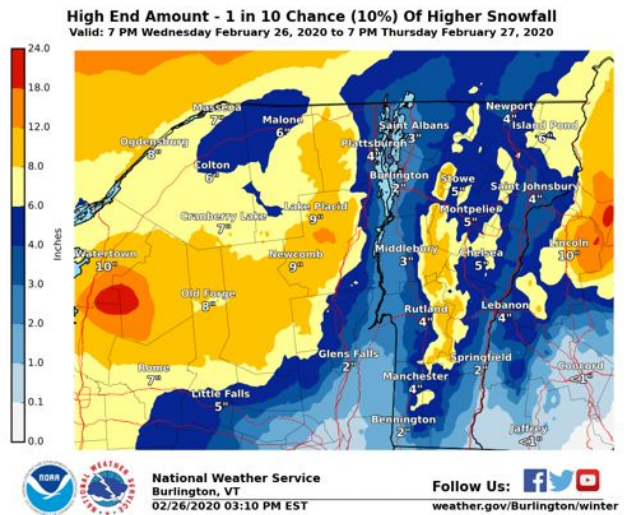 High End Amount - 1 in 10 Chance (10%) Of Higher Snowfall
Valid: 7 PM Wednesday February 26, 2020 to 7 PM Thursday February 27, 2020
24.0
18.0
12.0
8.0
6.0
4.0
3.0
2.0
1.0
0.1
0.0
Inches
Massena
7"
Malone
6"
Ogdensburg
8"
Colton
6"
Plattsburgh
4"
Saint Albans
3"
Newport
4"
Island Pond
6"
Burlington
2"
Stowe
5"
Saint Johnsbury
4"
Lake Placid
9"
Cranberry Lake
7"
Montpelier
5"
Watertown
10"
Newcomb
9"
Middlebury
3"
Chelsea
5"
Lincoln
10"
Old Forge
8"
Rutland
4"
Lebanon
4"
Rome
7"
Glens Falls
2"
Springfield
2"
Concord
<1"
Little Falls
5"
Manchester
4"
Bennington
2"
Jaffrey
<1"
NOAA
National Weather Service
Burlington, VT
02/26/2020 03:10 PM EST
Follow Us:
weather.gov/Burlington/winter